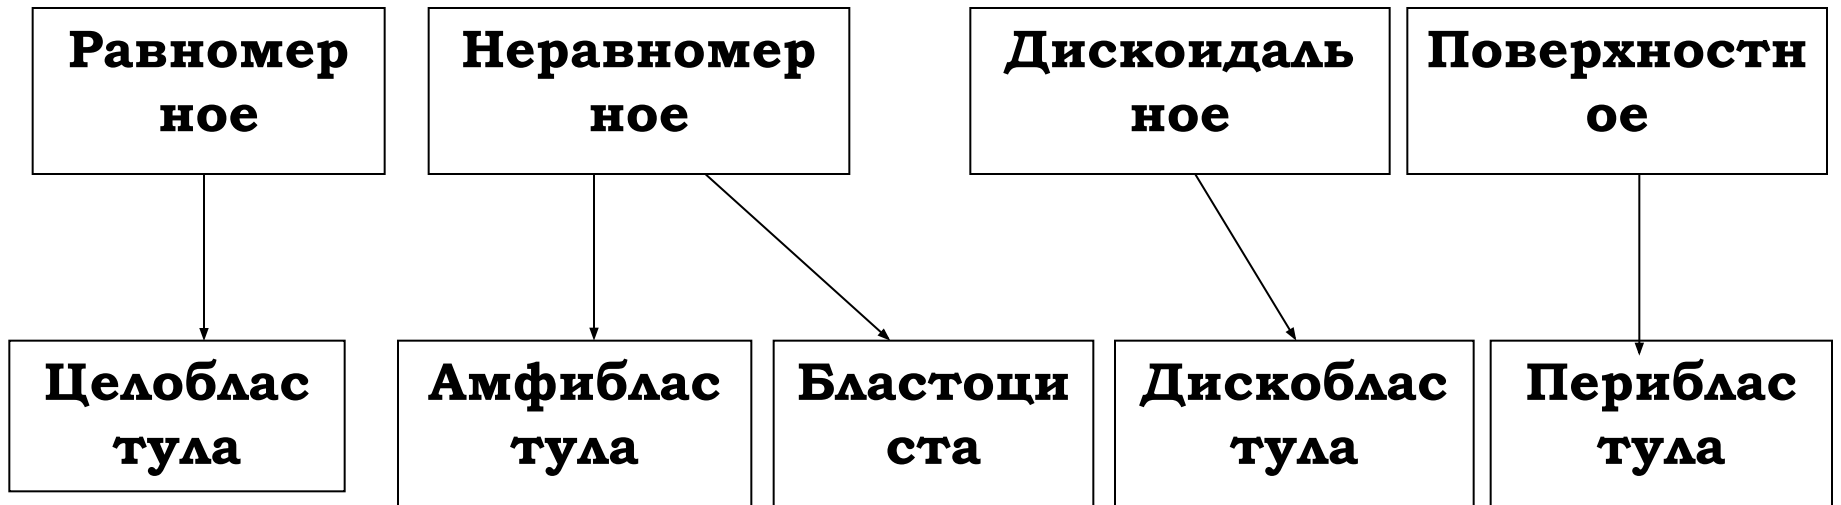 Равномер
ное
Неравномер
ное
Дискоидаль
ное
Поверхностн
ое
Целоблас
тула
Амфиблас
тула
Бластоци
ста
Дискоблас
тула
Периблас
тула